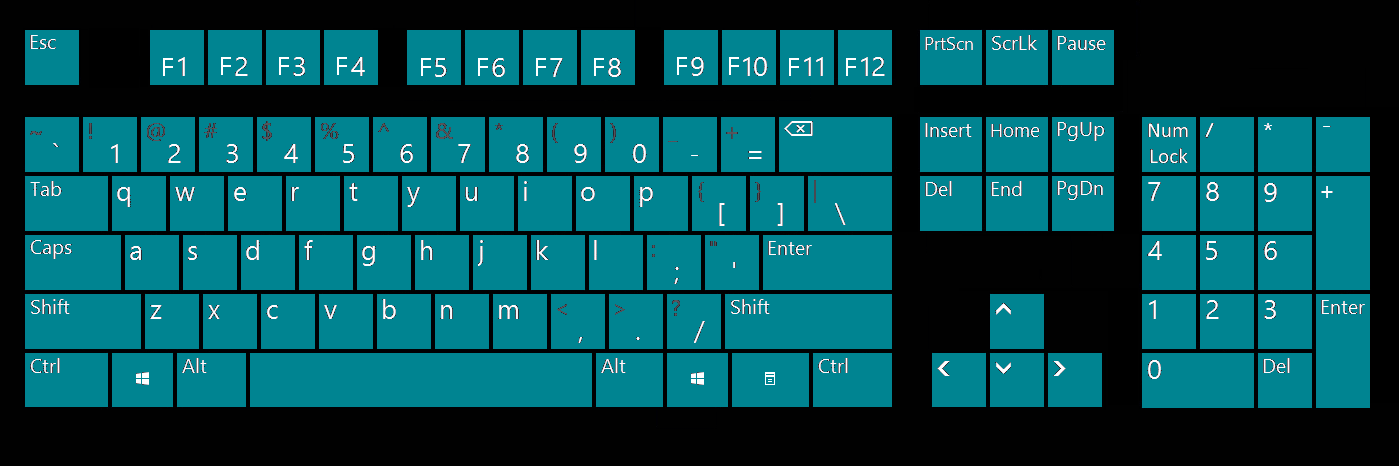 Esc F1 F2 F3 F4 F5 F6 F7 F8 F9 F10 F11 F12 PrtScn ScrLk Pause
~ ` ! 1 @ 2 # 3 $ 4 % 5 ^ 6 & 7 * 8 ( 9 ) 0 - + = Insert Home PgUp Num Lock / * -
Tab q w e r t y u i o p { [ } ] | \ Del End PgDn 7 8 9 +
Caps a s d f g h j k l : ; " ' Enter 4 5 6
Shift z x c v b n m < , > . ? / Shift 1 2 3 Enter
Ctrl Alt Alt Ctrl 0 Del